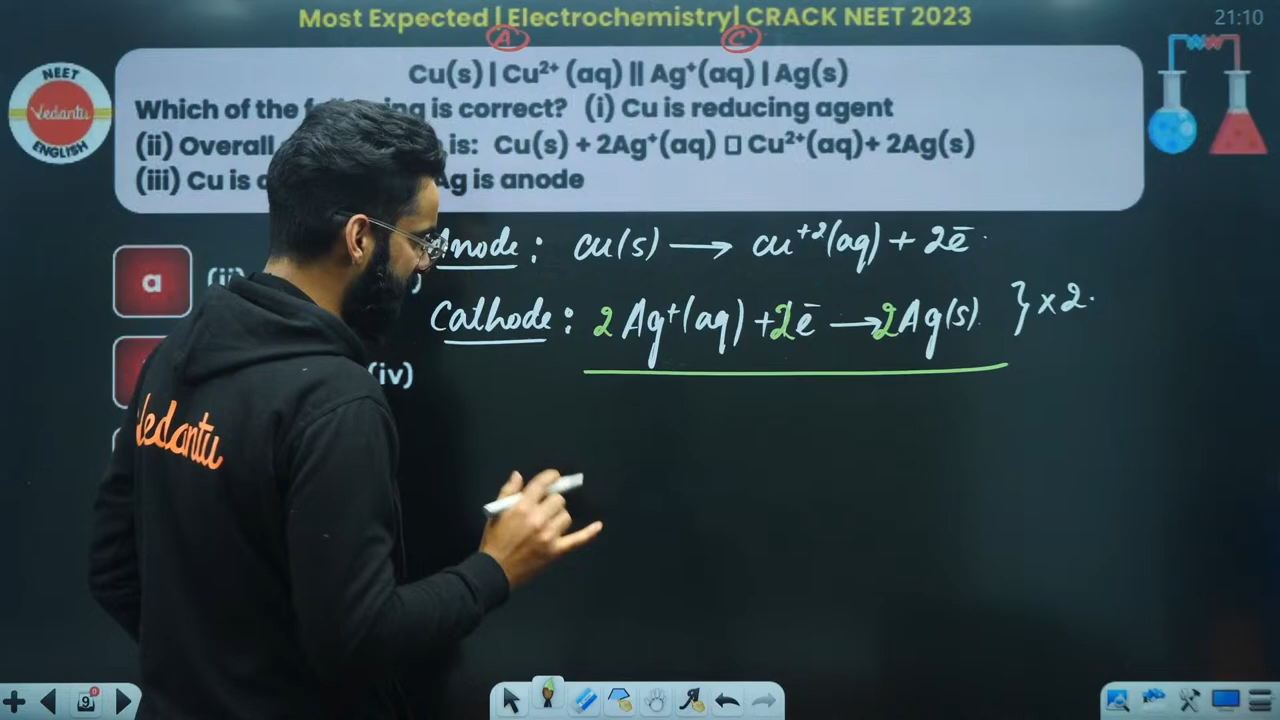 Most Expected | Electrochemistry| CRACK NEET 2023
21:10
A C
NEET
Vedantu
ENGLISH
Cu(s) | Cu²⁺ (aq) || Ag⁺(aq) | Ag(s)
Which of the is correct? (i) Cu is reducing agent
(ii) Overall is: Cu(s) + 2Ag⁺(aq) □ Cu²⁺(aq)+ 2Ag(s)
(iii) Cu is Ag is anode
Anode: cu(s) → cu⁺²(aq) + 2ē
a (ii)
Cathode: 2 Ag⁺(aq) + 2ē → 2Ag(s) } × 2.
(iv)
Vedantu
9